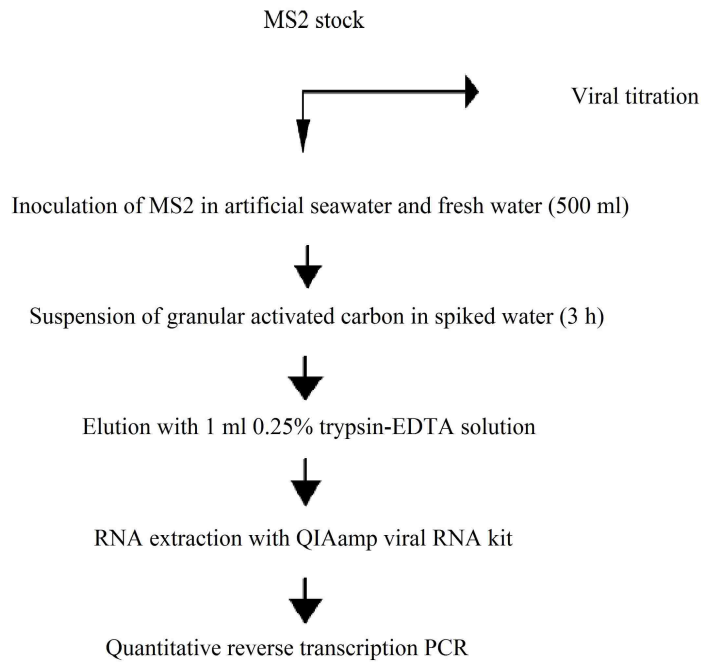 MS2 stock
Viral titration
Inoculation of MS2 in artificial seawater and fresh water (500 ml)
Suspension of granular activated carbon in spiked water (3 h)
Elution with 1 ml 0.25% trypsin-EDTA solution
RNA extraction with QIAamp viral RNA kit
Quantitative reverse transcription PCR